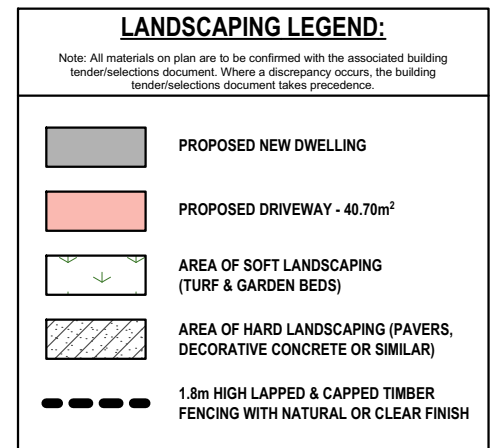 LANDSCAPING LEGEND:
Note: All materials on plan are to be confirmed with the associated building
tender/selections document. Where a discrepancy occurs, the building
tender/selections document takes precedence.
PROPOSED NEW DWELLING
PROPOSED DRIVEWAY - 40.70m²
AREA OF SOFT LANDSCAPING
(TURF & GARDEN BEDS)
AREA OF HARD LANDSCAPING (PAVERS,
DECORATIVE CONCRETE OR SIMILAR)
1.8m HIGH LAPPED & CAPPED TIMBER
FENCING WITH NATURAL OR CLEAR FINISH